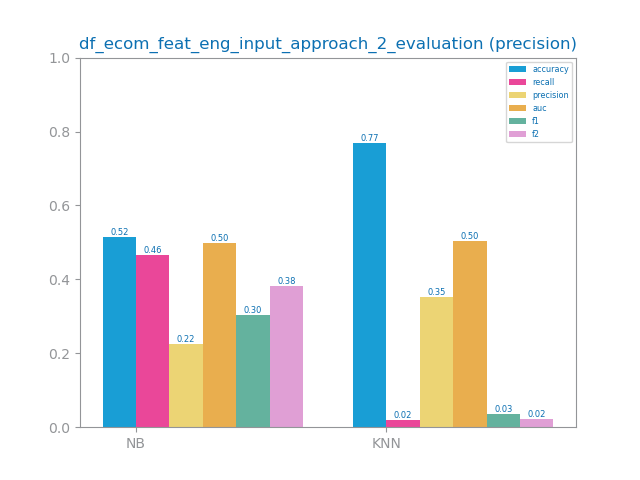 df_ecom_feat_eng_input_approach_2_evaluation (precision)
1.0
0.8
0.6
0.4
0.2
0.0
accuracy
recall
precision
auc
f1
f2
0.52
0.46
0.22
0.50
0.30
0.38
0.77
0.02
0.35
0.50
0.03
0.02
NB
KNN